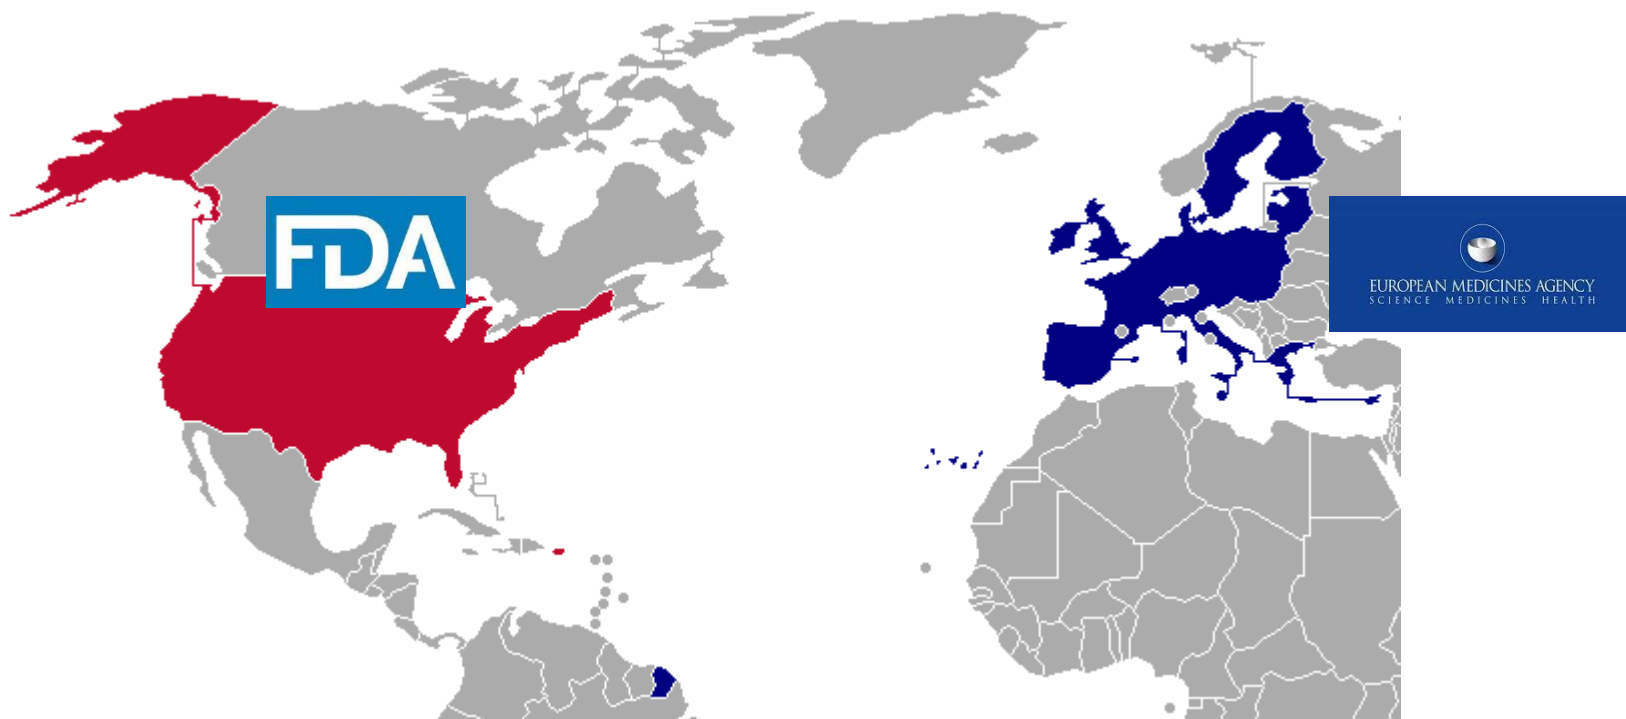 FDA
EUROPEAN MEDICINES AGENCY
SCIENCE MEDICINES HEALTH